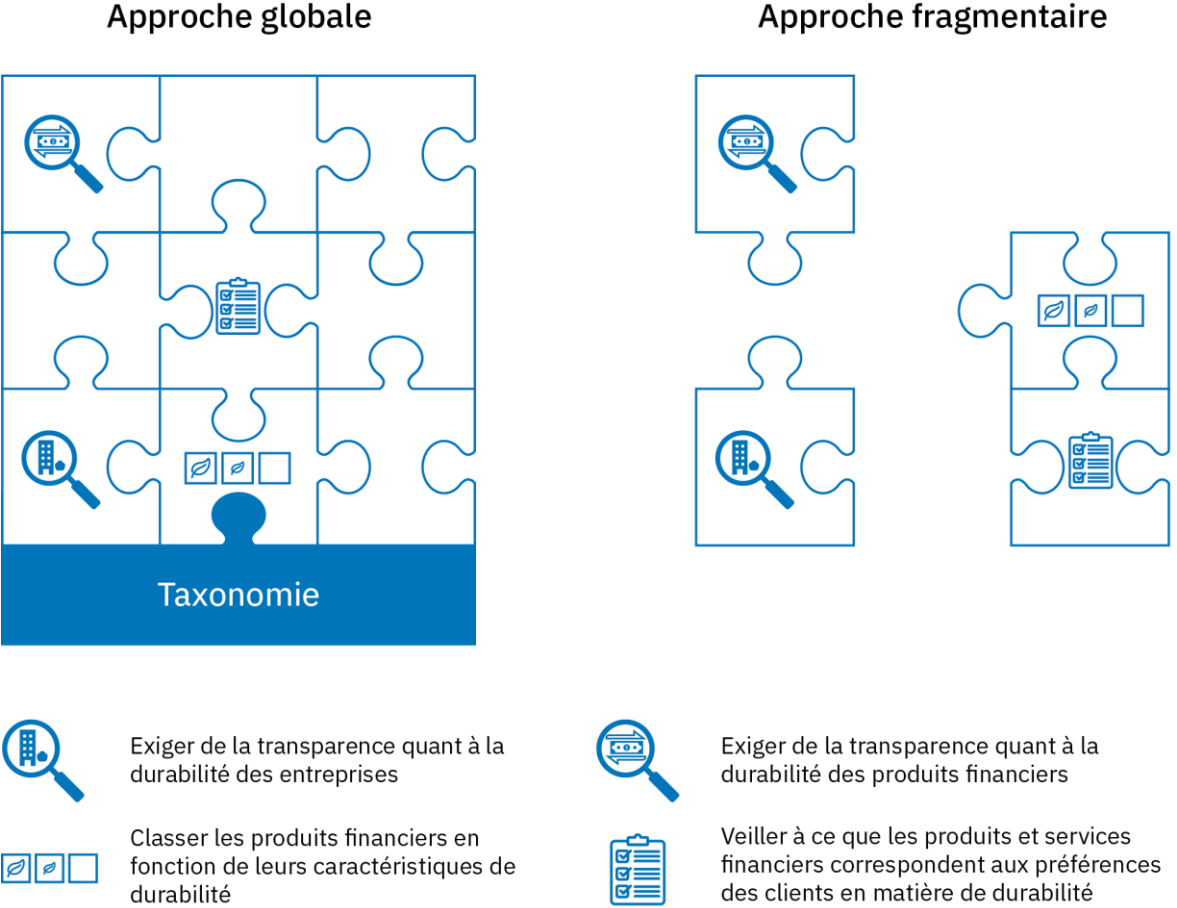 Approche globale
Approche fragmentaire
Taxonomie
Exiger de la transparence quant à la
durabilité des entreprises
Exiger de la transparence quant à la
durabilité des produits financiers
Classer les produits financiers en
fonction de leurs caractéristiques de
durabilité
Veiller à ce que les produits et services
financiers correspondent aux préférences
des clients en matière de durabilité